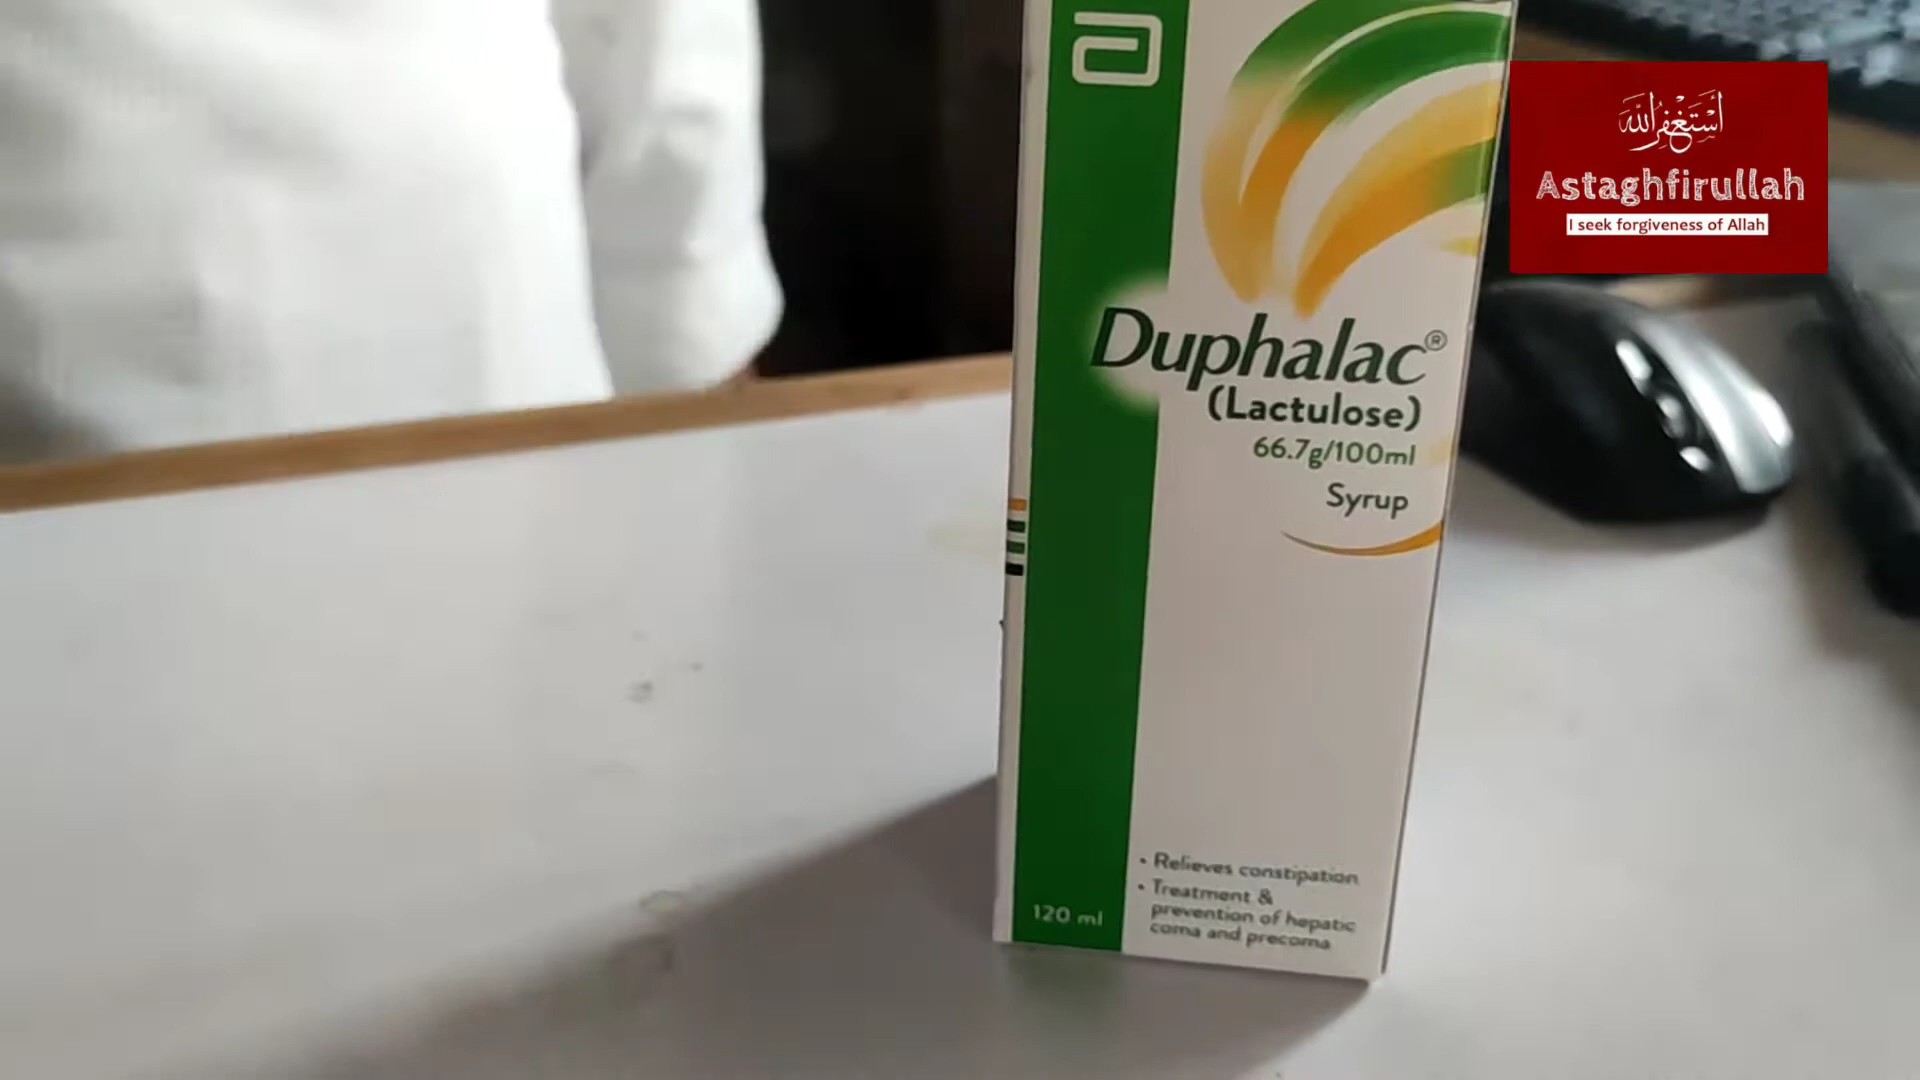 Duphalac®
(Lactulose)
66.7g/100ml
Syrup
• Relieves constipation
• Treatment &
prevention of hepatic
coma and precoma
120 ml
أستغفر الله
Astaghfirullah
I seek forgiveness of Allah